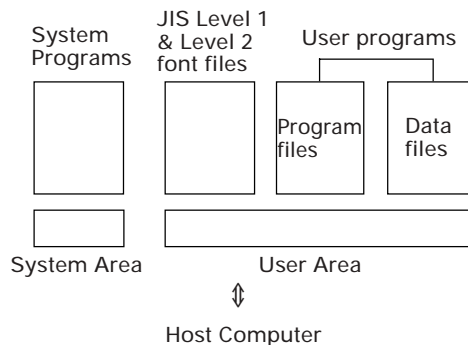 System
Programs
JIS Level 1
& Level 2
font files
User programs
Program
files
Data
files
System Area
User Area
Host Computer